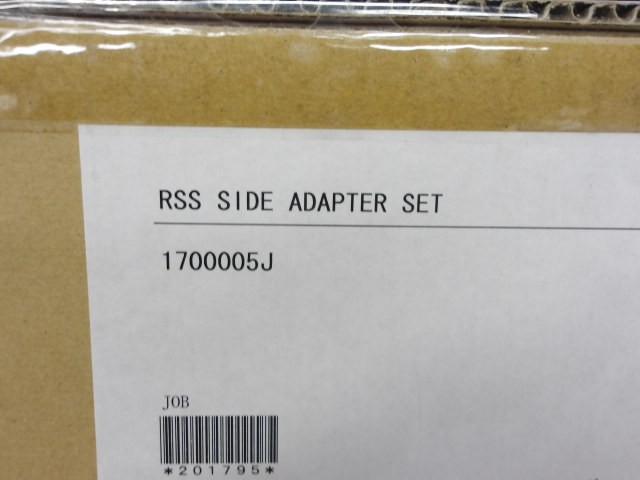 RSS SIDE ADAPTER SET
1700005J
JOB
*201795*